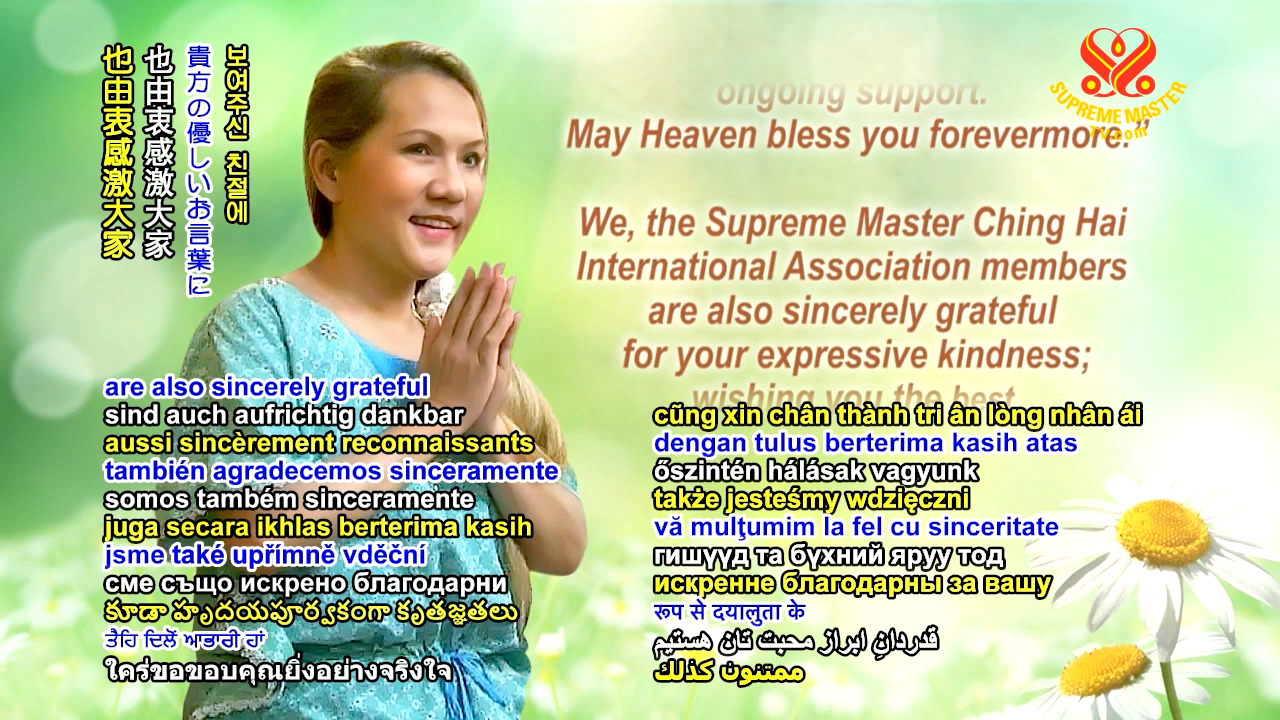 也由衷感激大家
也由衷感激大家
貴方の優しいお言葉に
보여주신 친절에
SUPREME MASTER
TV.com
ongoing support.
May Heaven bless you forevermore.”
We, the Supreme Master Ching Hai
International Association members
are also sincerely grateful
for your expressive kindness;
wishing you the best
are also sincerely grateful
sind auch aufrichtig dankbar
aussi sincèrement reconnaissants
también agradecemos sinceramente
somos também sinceramente
juga secara ikhlas berterima kasih
jsme také upřímně vděční
сме също искрено благодарни
కూడా హృదయపూర్వకంగా కృతజ్ఞతలు
ਤੈਹਿ ਦਿਲੋਂ ਆਭਾਰੀ ਹਾਂ
ใคร่ขอขอบคุณยิ่งอย่างจริงใจ
cũng xin chân thành tri ân lòng nhân ái
dengan tulus berterima kasih atas
őszintén hálásak vagyunk
także jesteśmy wdzięczni
vă mulţumim la fel cu sinceritate
гишүүд та бүхний яруу тод
искренне благодарны за вашу
रूप से दयालुता के
قدردانِ ابراز محبت تان هستیم
ممتنون كذلك